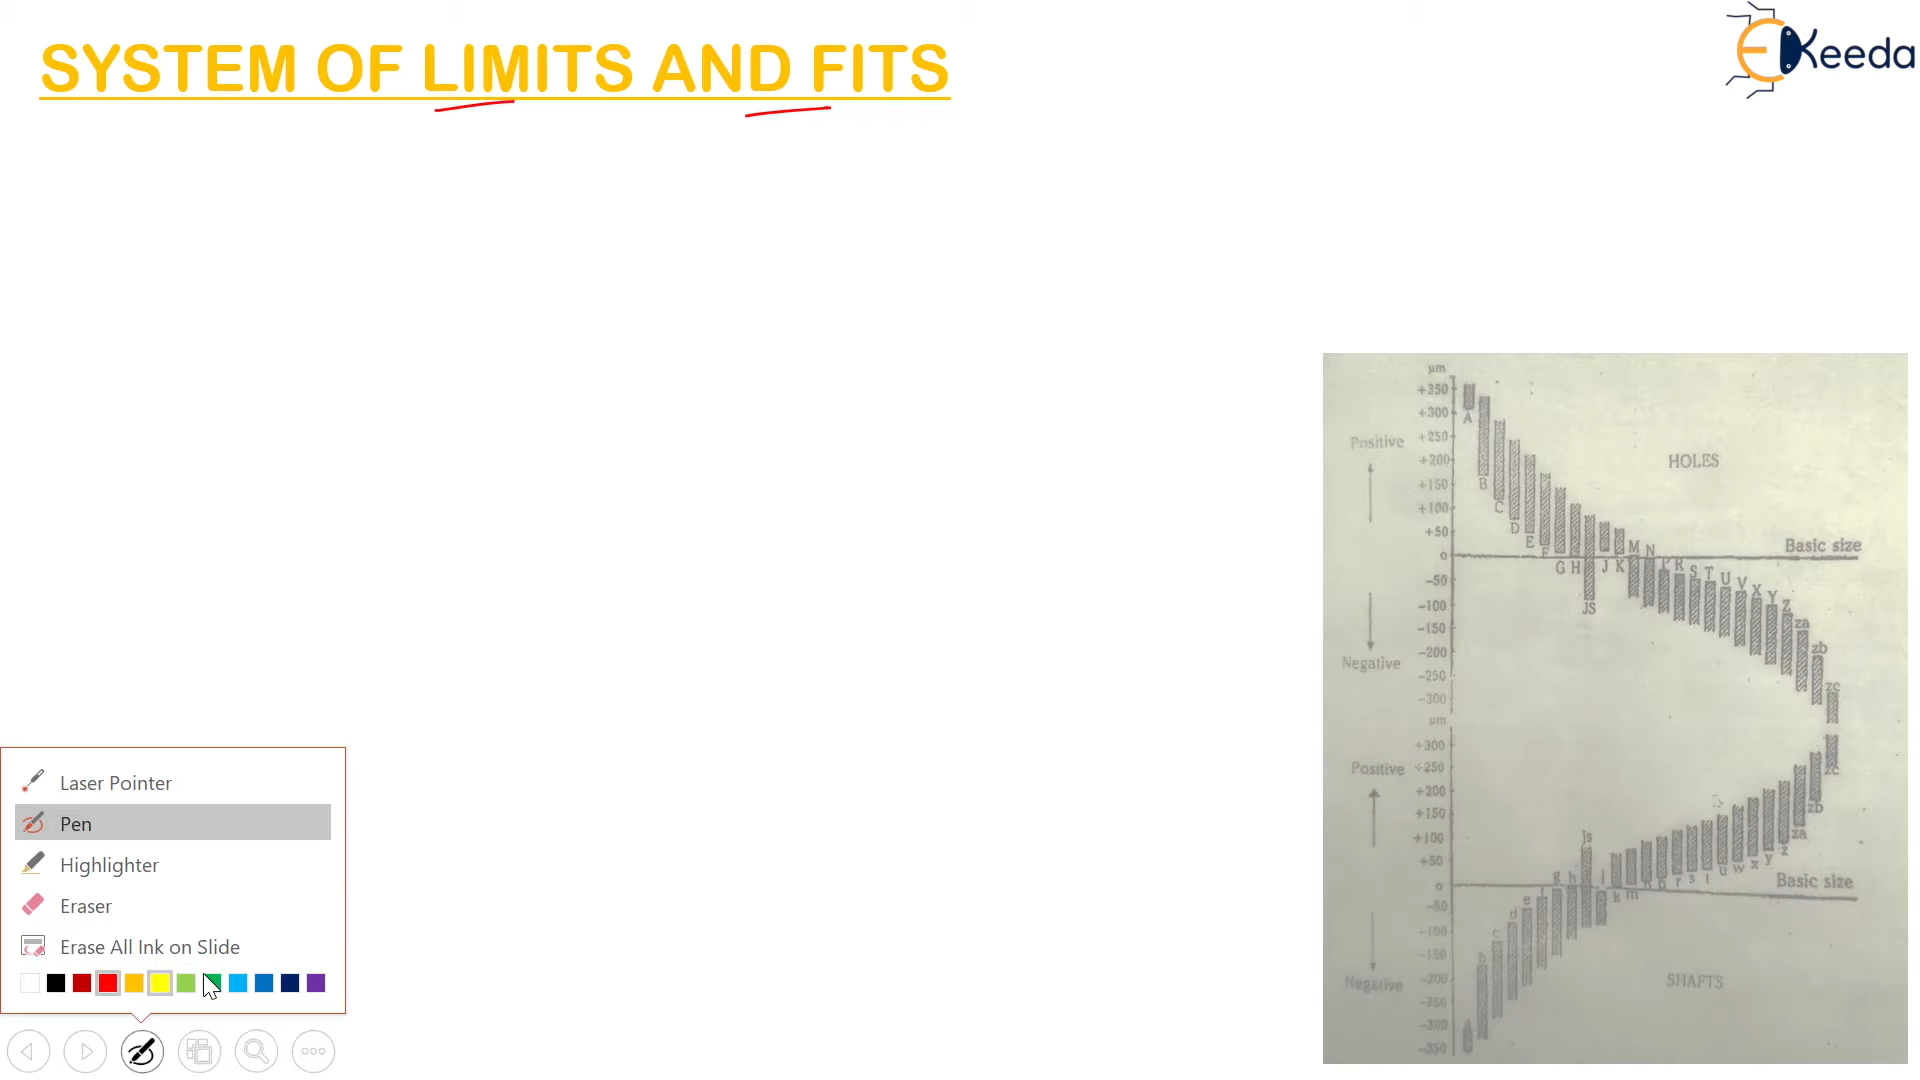 SYSTEM OF LIMITS AND FITS
EKeeda
µm
+350
+300
+250
+200
+150
+100
+50
0
-50
-100
-150
-200
-250
-300
Positive
Negative
HOLES
Basic size
A
B
C
D
E
F
G H
JS
J K
M N
P R S T U V X Y Z
za
zb
zc
µm
+300
+250
+200
+150
+100
+50
0
-50
-100
-150
-200
-250
-300
-350
Positive
Negative
SHAFTS
Basic size
zc
zb
za
js
k m n p r s t u w x y z
b c d e f g h j
Laser Pointer
Pen
Highlighter
Eraser
Erase All Ink on Slide